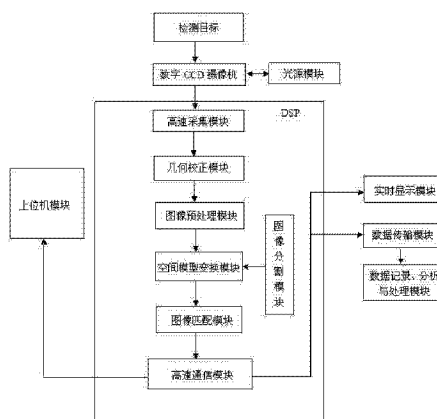 检测目标
数字 CCD 摄像机
光源模块
DSP
高速采集模块
几何校正模块
上位机模块
实时显示模块
图像预处理模块
图像分割模块
数据传输模块
空间模型变换模块
数据记录、分析
与处理模块
图像匹配模块
高速通信模块